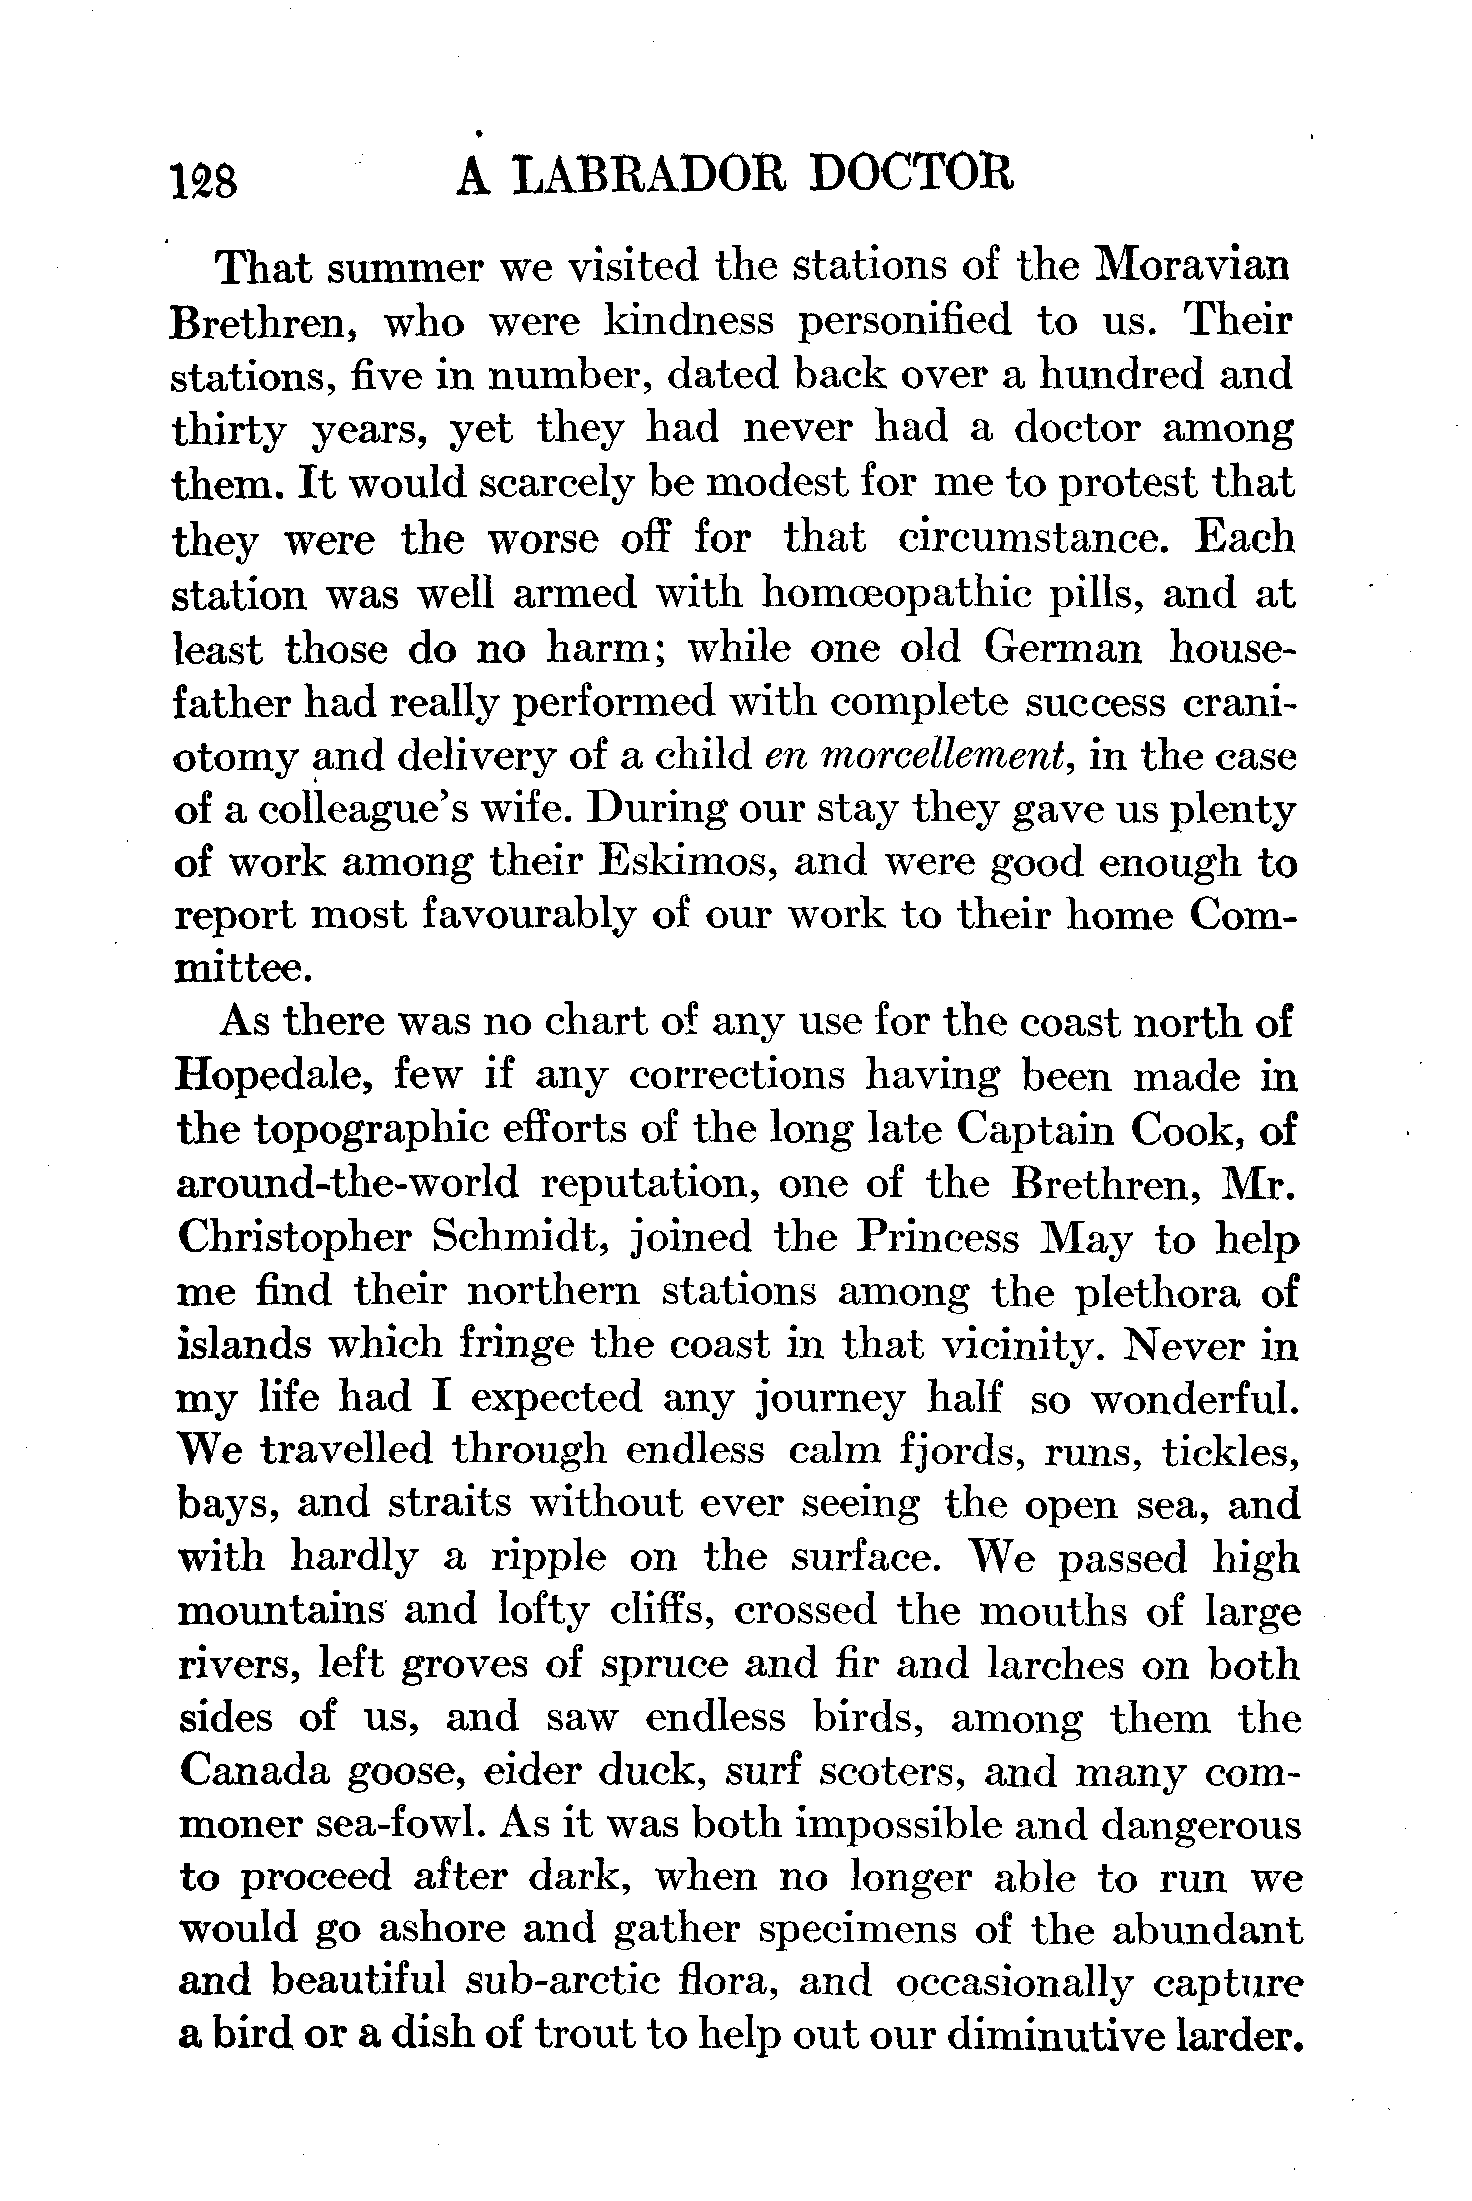 128 A LABRADOR DOCTOR
That summer we visited the stations of the Moravian
Brethren, who were kindness personified to us. Their
stations, five in number, dated back over a hundred and
thirty years, yet they had never had a doctor among
them. It would scarcely be modest for me to protest that
they were the worse off for that circumstance. Each
station was well armed with homœopathic pills, and at
least those do no harm; while one old German house-
father had really performed with complete success crani-
otomy and delivery of a child en morcellement, in the case
of a colleague's wife. During our stay they gave us plenty
of work among their Eskimos, and were good enough to
report most favourably of our work to their home Com-
mittee.
As there was no chart of any use for the coast north of
Hopedale, few if any corrections having been made in
the topographic efforts of the long late Captain Cook, of
around-the-world reputation, one of the Brethren, Mr.
Christopher Schmidt, joined the Princess May to help
me find their northern stations among the plethora of
islands which fringe the coast in that vicinity. Never in
my life had I expected any journey half so wonderful.
We travelled through endless calm fjords, runs, tickles,
bays, and straits without ever seeing the open sea, and
with hardly a ripple on the surface. We passed high
mountains and lofty cliffs, crossed the mouths of large
rivers, left groves of spruce and fir and larches on both
sides of us, and saw endless birds, among them the
Canada goose, eider duck, surf scoters, and many com-
moner sea-fowl. As it was both impossible and dangerous
to proceed after dark, when no longer able to run we
would go ashore and gather specimens of the abundant
and beautiful sub-arctic flora, and occasionally capture
a bird or a dish of trout to help out our diminutive larder.